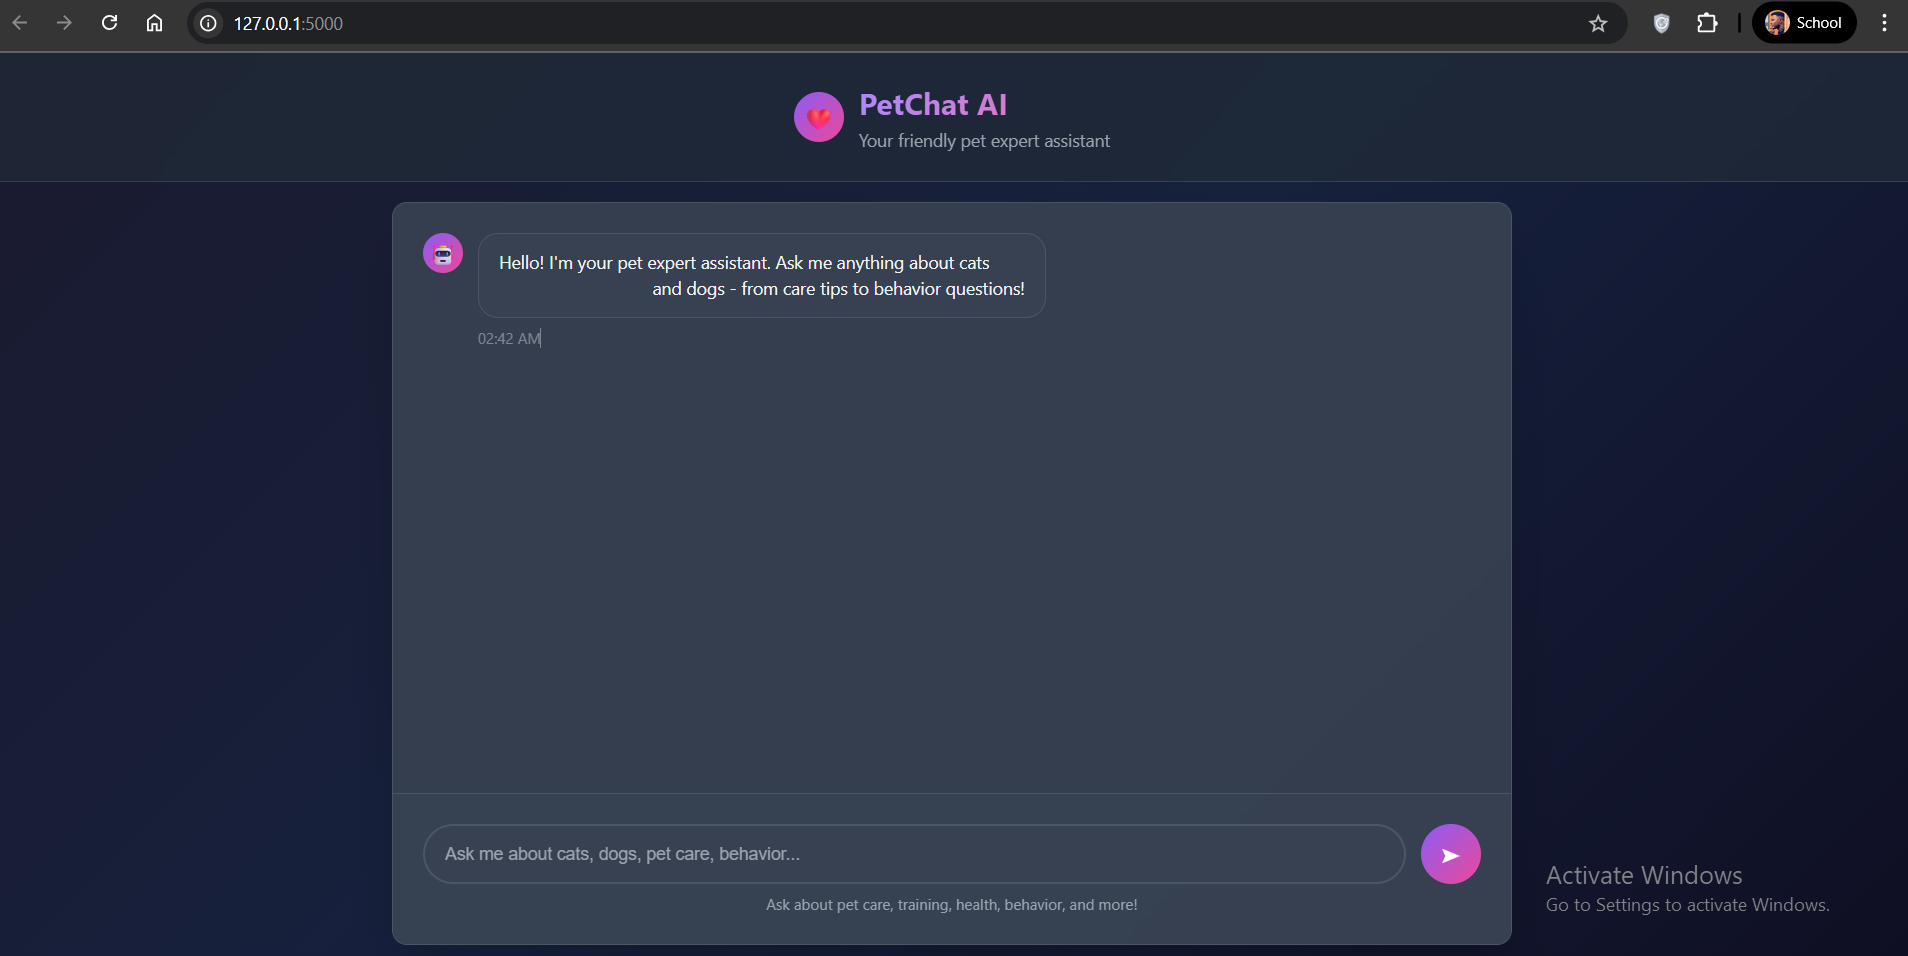 127.0.0.1:5000
School
PetChat AI
Your friendly pet expert assistant
Hello! I'm your pet expert assistant. Ask me anything about cats
and dogs - from care tips to behavior questions!
02:42 AM
Ask me about cats, dogs, pet care, behavior...
Ask about pet care, training, health, behavior, and more!
Activate Windows
Go to Settings to activate Windows.